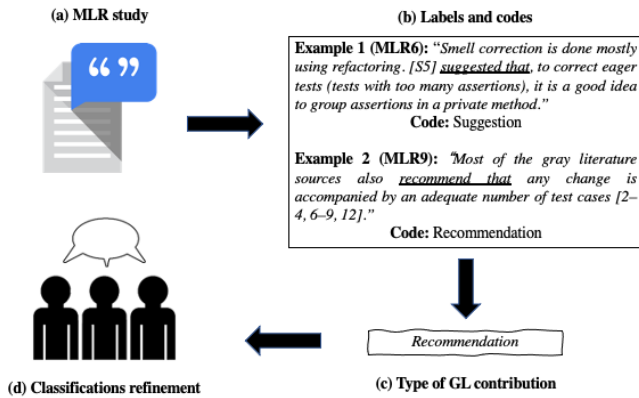 (a) MLR study
(b) Labels and codes
“ ”
Example 1 (MLR6): “Smell correction is done mostly
using refactoring. [S5] suggested that, to correct eager
tests (tests with too many assertions), it is a good idea
to group assertions in a private method.”
Code: Suggestion
Example 2 (MLR9): “Most of the gray literature
sources also recommend that any change is
accompanied by an adequate number of test cases [2–
4, 6–9, 12].”
Code: Recommendation
Recommendation
(d) Classifications refinement
(c) Type of GL contribution